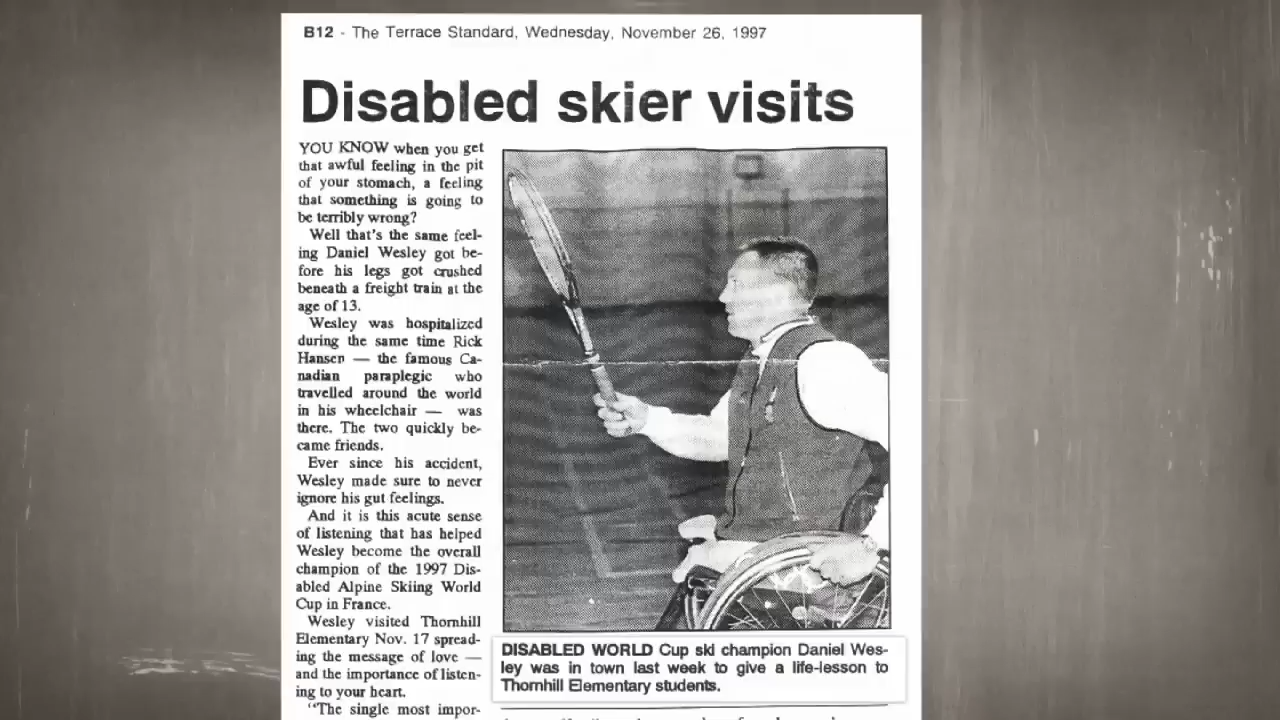 B12 - The Terrace Standard, Wednesday, November 26, 1997
Disabled skier visits
YOU KNOW when you get
that awful feeling in the pit
of your stomach, a feeling
that something is going to
be terribly wrong?
Well that's the same feel-
ing Daniel Wesley got be-
fore his legs got crushed
beneath a freight train at the
age of 13.
Wesley was hospitalized
during the same time Rick
Hansen — the famous Ca-
nadian paraplegic who
travelled around the world
in his wheelchair — was
there. The two quickly be-
came friends.
Ever since his accident,
Wesley made sure to never
ignore his gut feelings.
And it is this acute sense
of listening that has helped
Wesley become the overall
champion of the 1997 Dis-
abled Alpine Skiing World
Cup in France.
Wesley visited Thornhill
Elementary Nov. 17 spread-
ing the message of love —
and the importance of listen-
ing to your heart.
"The single most impor-
DISABLED WORLD Cup ski champion Daniel Wes-
ley was in town last week to give a life-lesson to
Thornhill Elementary students.